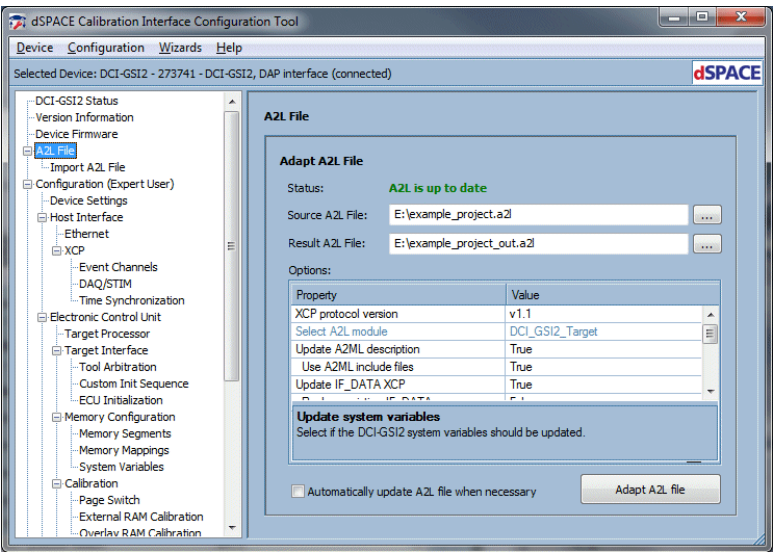 dSPACE Calibration Interface Configuration Tool
Device Configuration Wizards Help
Selected Device: DCI-GSI2 - 273741 - DCI-GSI2, DAP interface (connected)
dSPACE
DCI-GSI2 Status
Version Information
Device Firmware
A2L File
Import A2L File
Configuration (Expert User)
Device Settings
Host Interface
Ethernet
XCP
Event Channels
DAQ/STIM
Time Synchronization
Electronic Control Unit
Target Processor
Target Interface
Tool Arbitration
Custom Init Sequence
ECU Initialization
Memory Configuration
Memory Segments
Memory Mappings
System Variables
Calibration
Page Switch
External RAM Calibration
Overlay RAM Calibration
A2L File
Adapt A2L File
Status: A2L is up to date
Source A2L File: E:\example_project.a2l ...
Result A2L File: E:\example_project_out.a2l ...
Options:
Property Value
XCP protocol version v1.1
Select A2L module DCI_GSI2_Target
Update A2ML description True
Use A2ML include files True
Update IF_DATA XCP True
Update system variables
Select if the DCI-GSI2 system variables should be updated.
Automatically update A2L file when necessary
Adapt A2L file